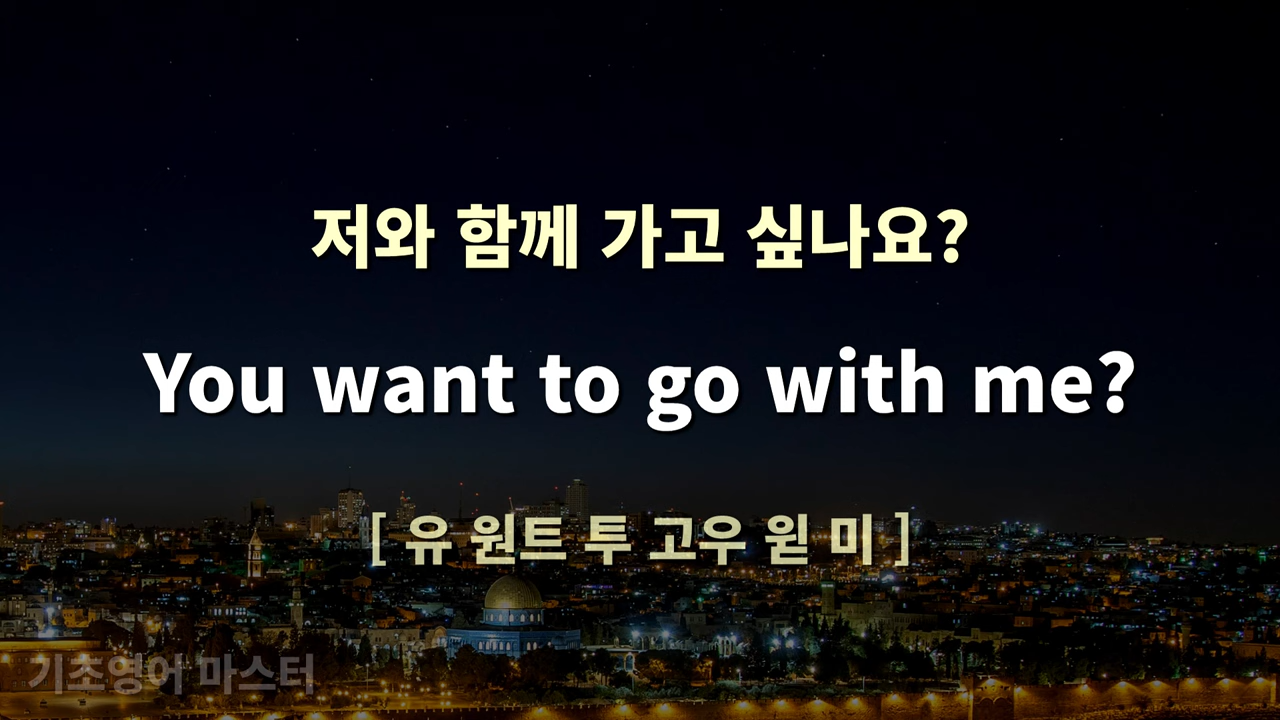 저와 함께 가고 싶나요?
You want to go with me?
[ 유 원트 투 고우 윋 미 ]
기초영어 마스터